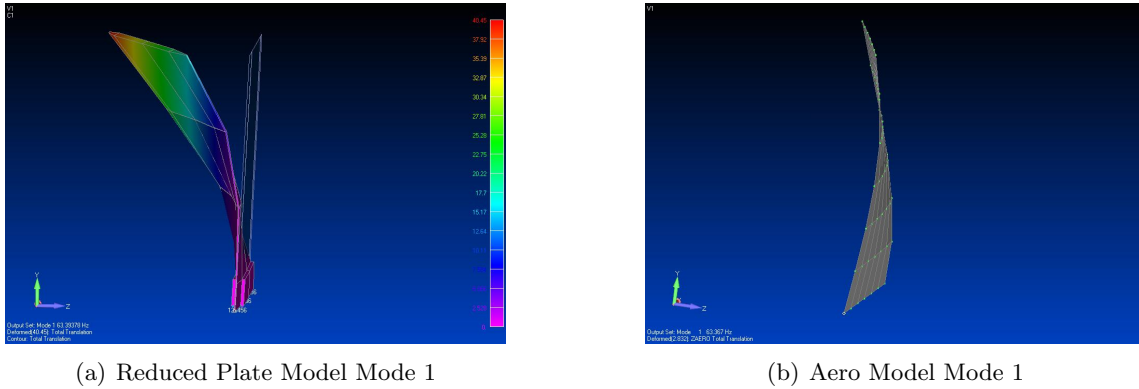 V1
C1
40.45
37.92
35.39
32.87
30.34
27.81
25.28
22.75
20.22
17.7
15.17
12.64
Y
Z
Output Set: Mode 1 63.39378 Hz
Deformed(40.45): Total Translation
Contour: Total Translation
V1
Y
Z
Output Set: Mode 1 63.367 Hz
Deformed(2.832): ZAERO Total Translation
(a) Reduced Plate Model Mode 1
(b) Aero Model Mode 1